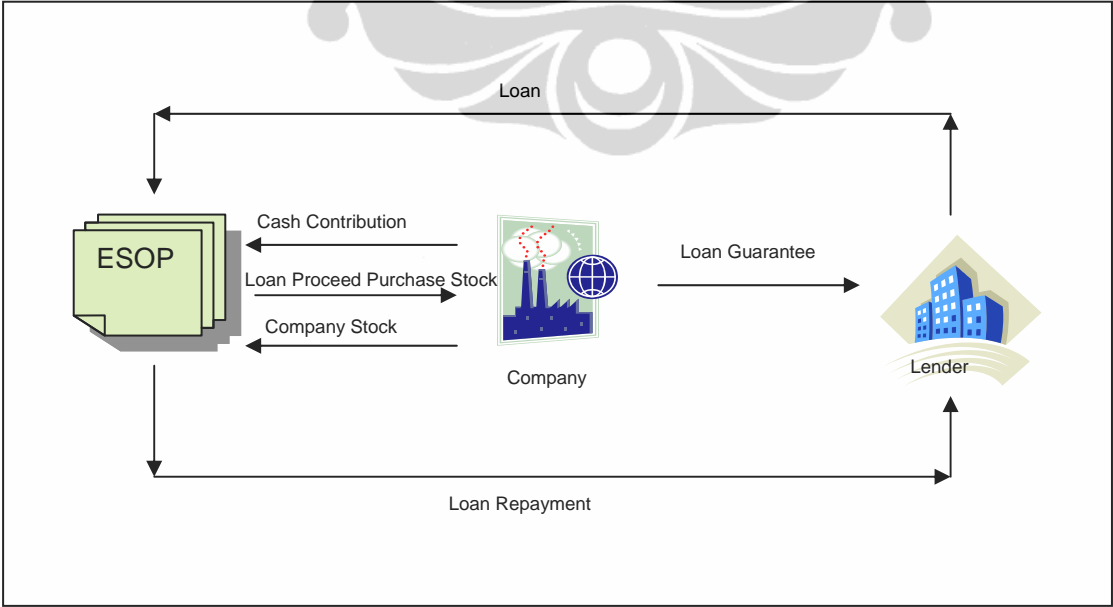 Loan
Cash Contribution
ESOP
Loan Guarantee
Loan Proceed Purchase Stock
Company Stock
Lender
Company
Loan Repayment